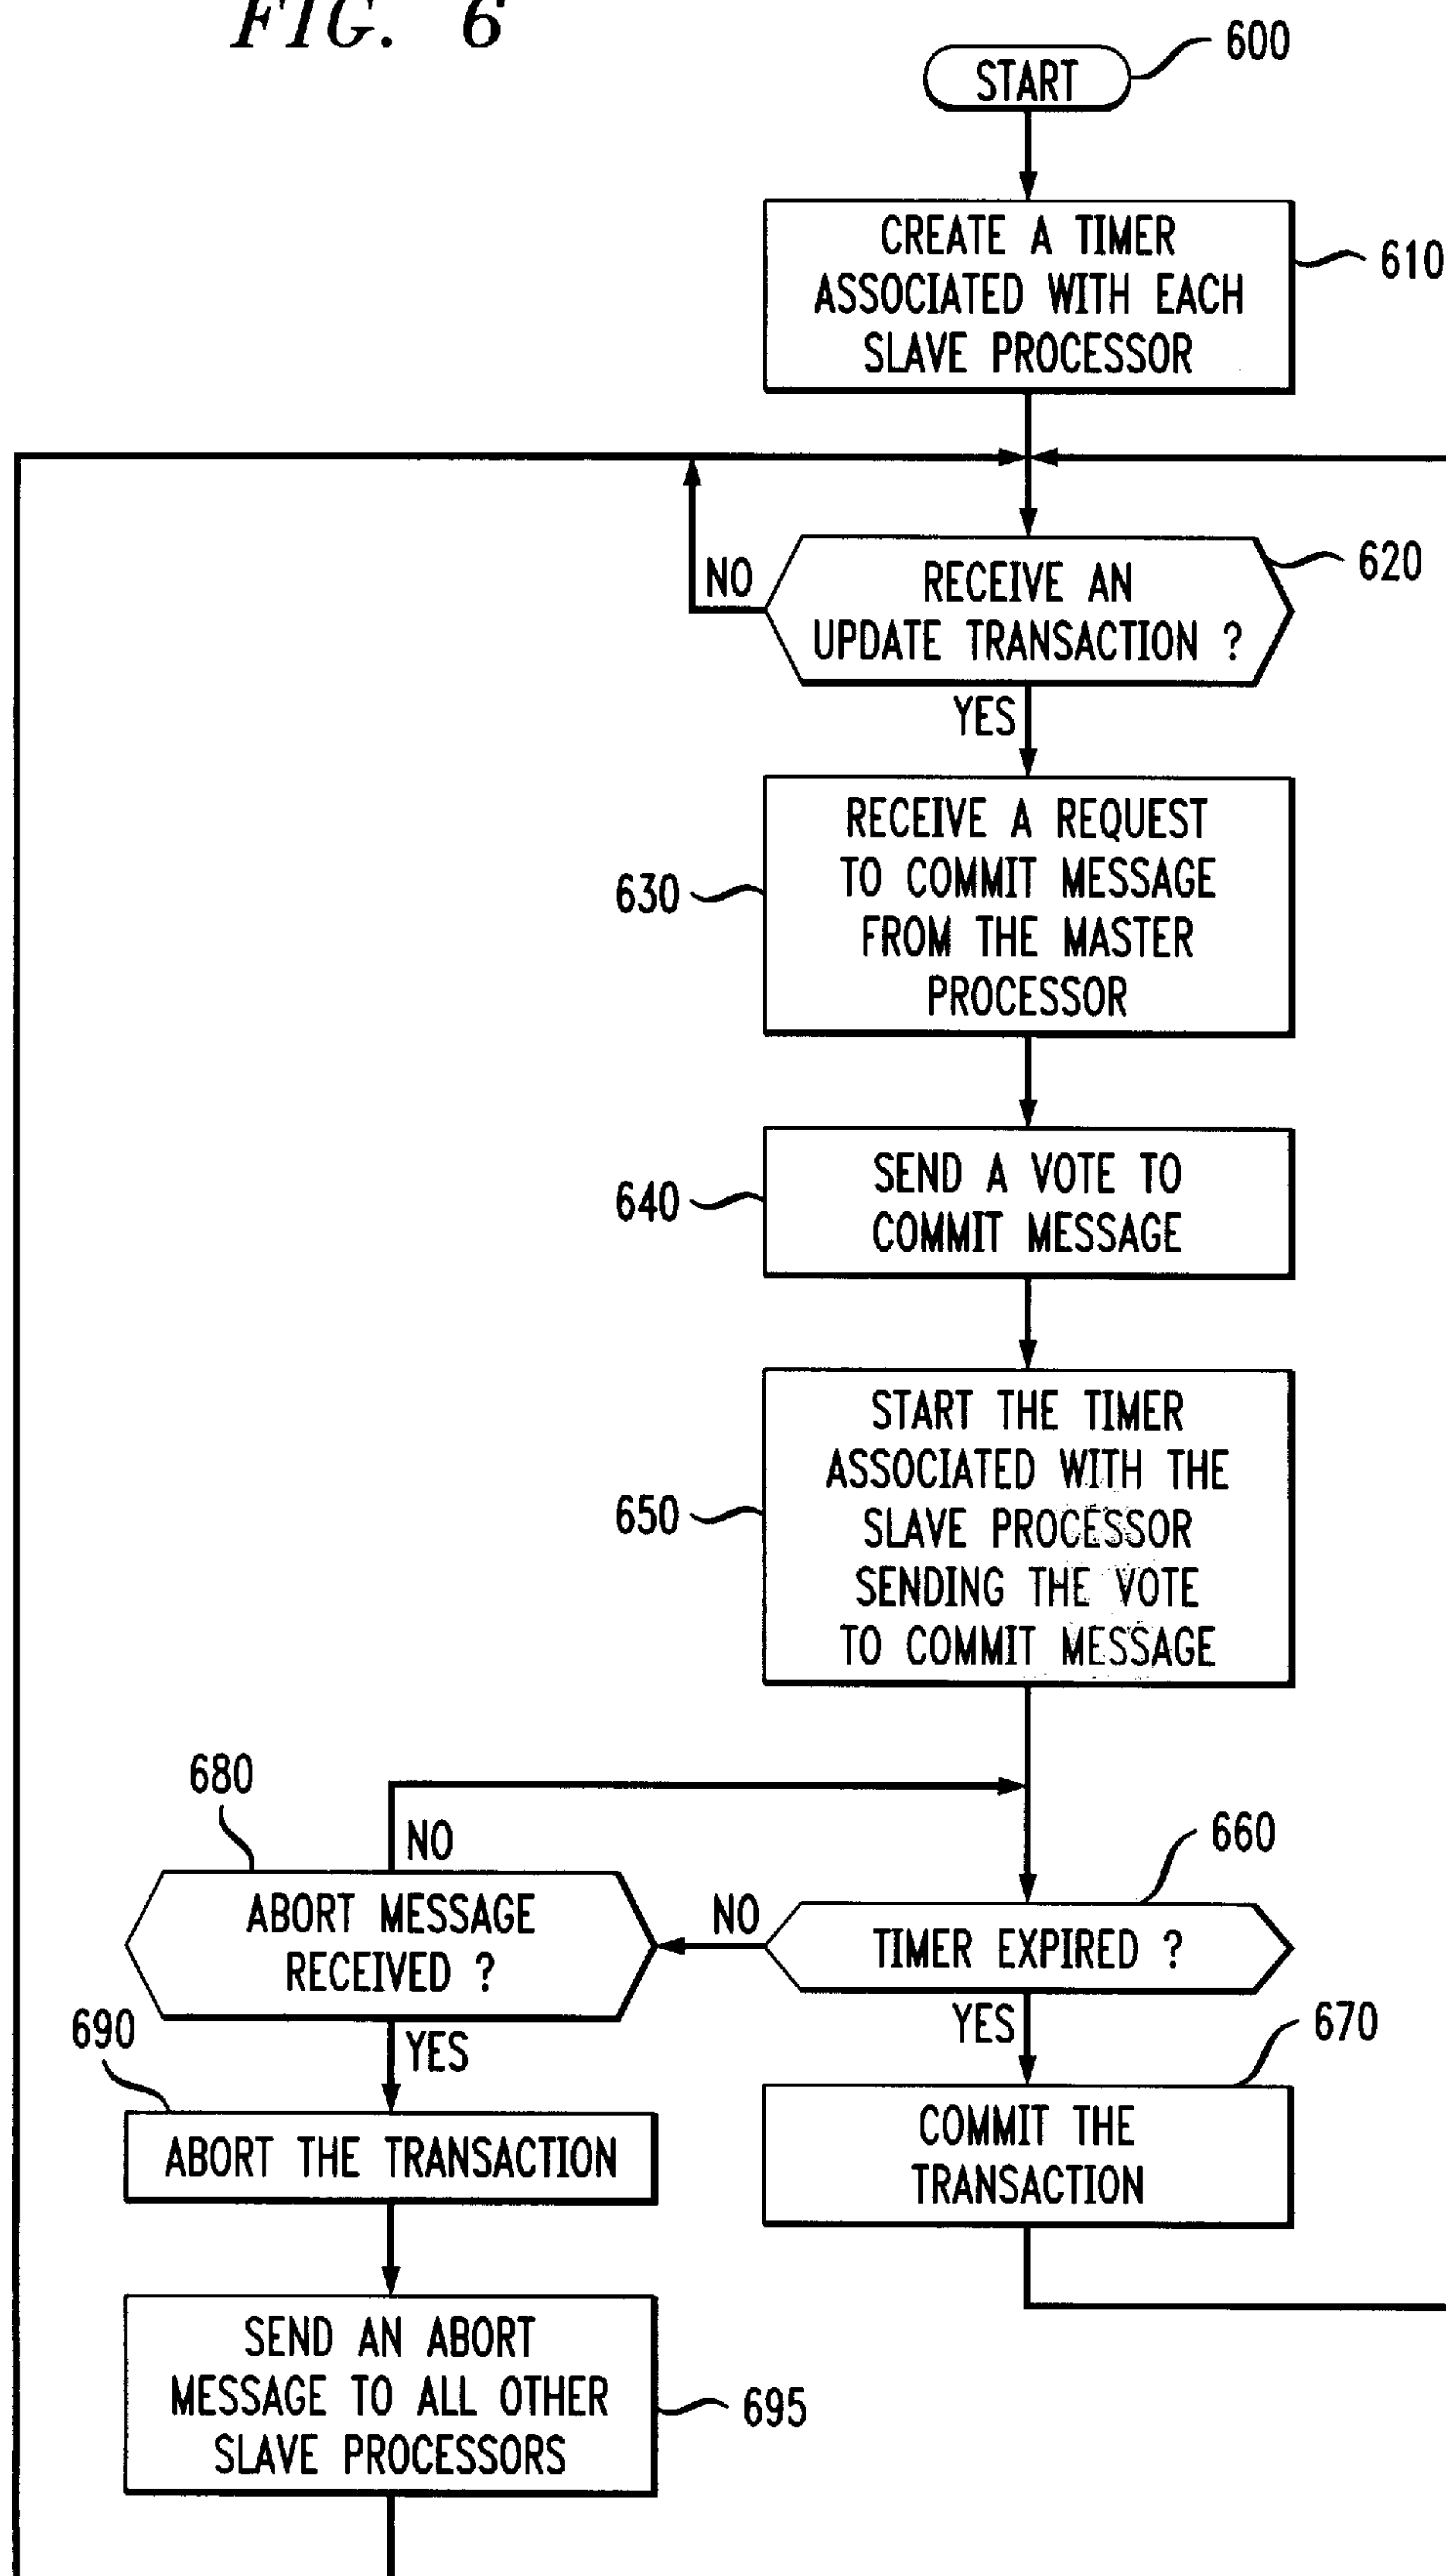 FIG. 6
START
600
CREATE A TIMER
ASSOCIATED WITH EACH
SLAVE PROCESSOR
610
NO
RECEIVE AN
UPDATE TRANSACTION ?
620
YES
RECEIVE A REQUEST
TO COMMIT MESSAGE
FROM THE MASTER
PROCESSOR
630
SEND A VOTE TO
COMMIT MESSAGE
640
START THE TIMER
ASSOCIATED WITH THE
SLAVE PROCESSOR
SENDING THE VOTE
TO COMMIT MESSAGE
650
680
NO
ABORT MESSAGE
RECEIVED ?
NO
660
TIMER EXPIRED ?
YES
690
YES
670
ABORT THE TRANSACTION
COMMIT THE
TRANSACTION
SEND AN ABORT
MESSAGE TO ALL OTHER
SLAVE PROCESSORS
695